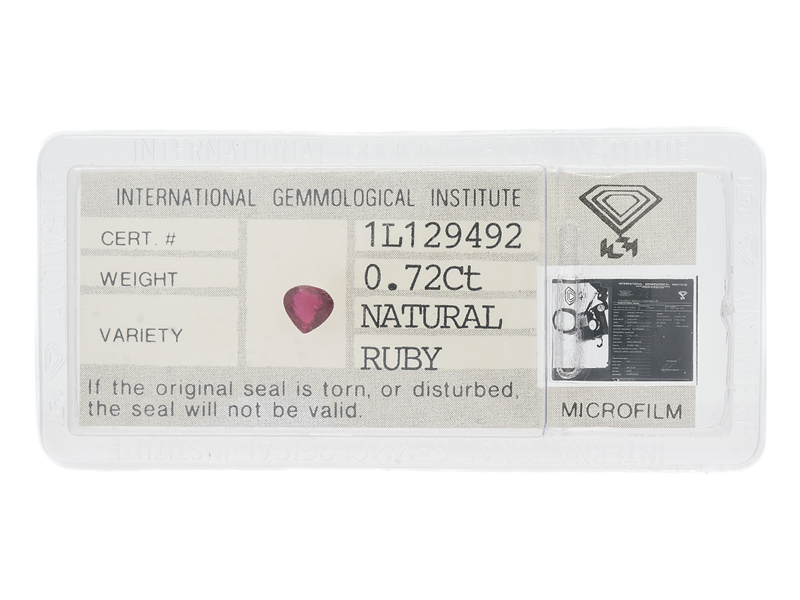 INTERNATIONAL GEMMOLOGICAL INSTITUTE
CERT. # 1L129492
WEIGHT 0.72Ct
VARIETY NATURAL
RUBY
If the original seal is torn, or disturbed,
the seal will not be valid.
MICROFILM